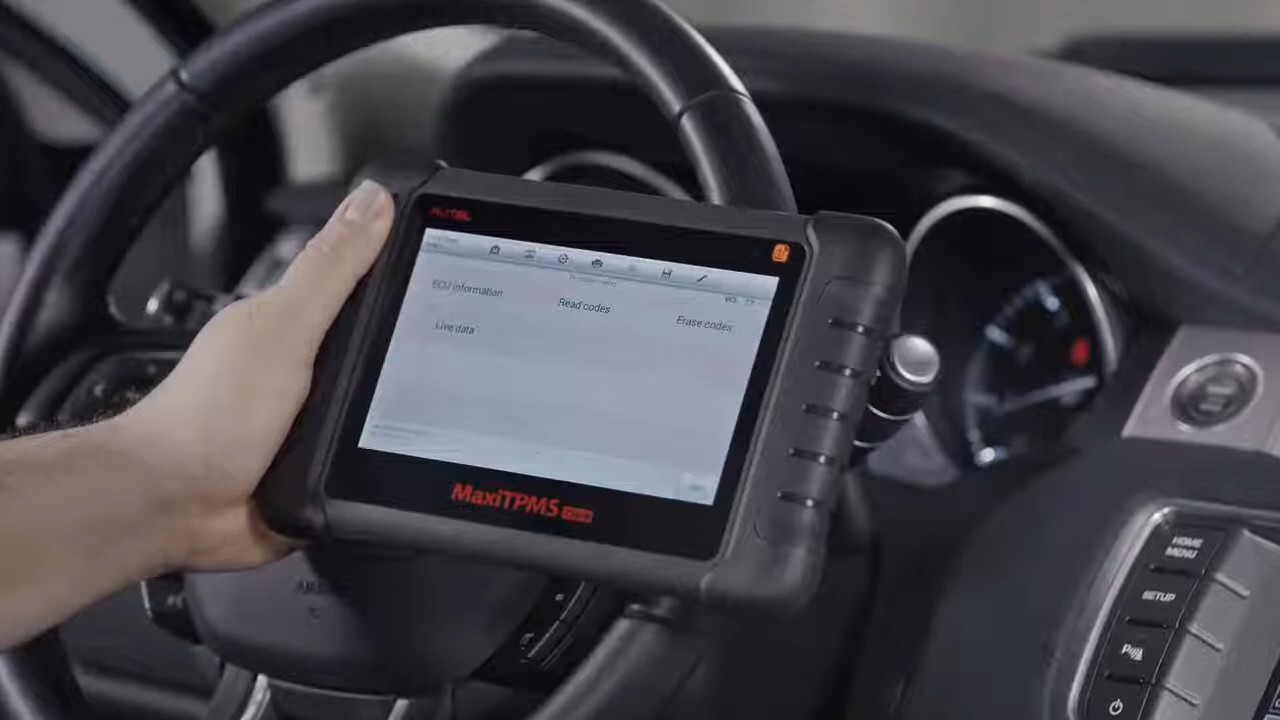 AUTEL
ECU information
Read codes
Erase codes
Live data
MaxiTPMS
HOME
MENU
SETUP
P